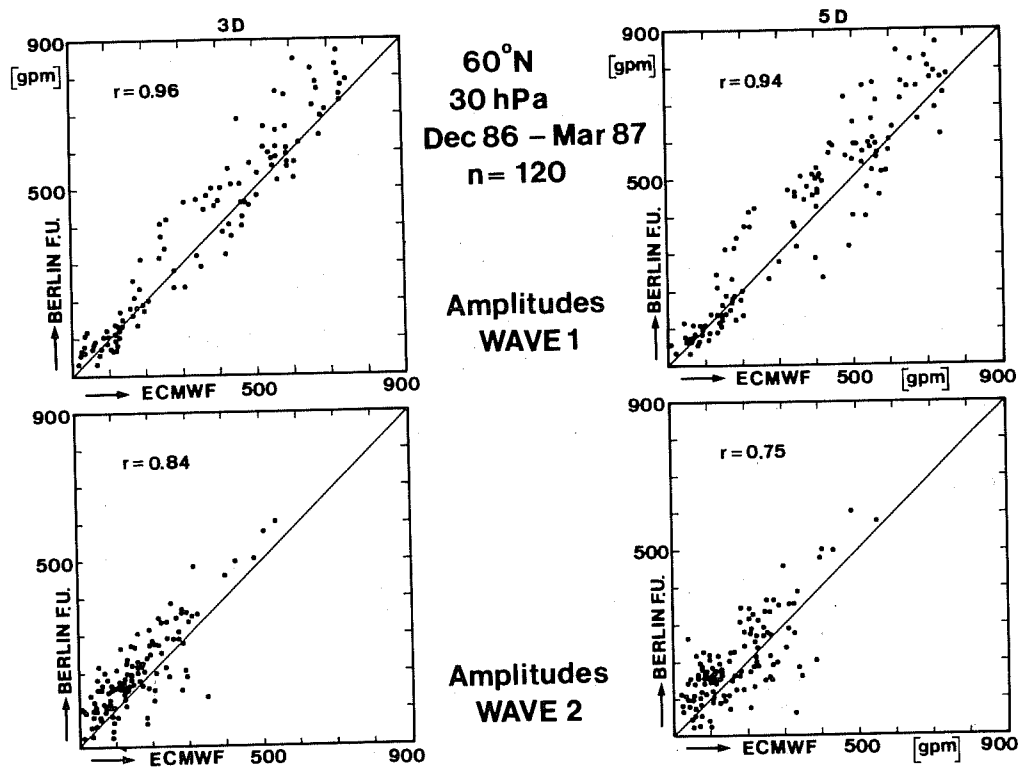 3D
900
[gpm]
r=0.96
500
→ BERLIN F.U.
→ ECMWF 500 900
60°N
30 hPa
Dec 86 – Mar 87
n= 120
5D
900
[gpm]
r=0.94
500
→ BERLIN F.U.
→ ECMWF 500 [gpm] 900
Amplitudes
WAVE 1
900
r=0.84
500
→ BERLIN F.U.
→ ECMWF 500 900
900
r=0.75
500
→ BERLIN F.U.
→ ECMWF 500 [gpm] 900
Amplitudes
WAVE 2